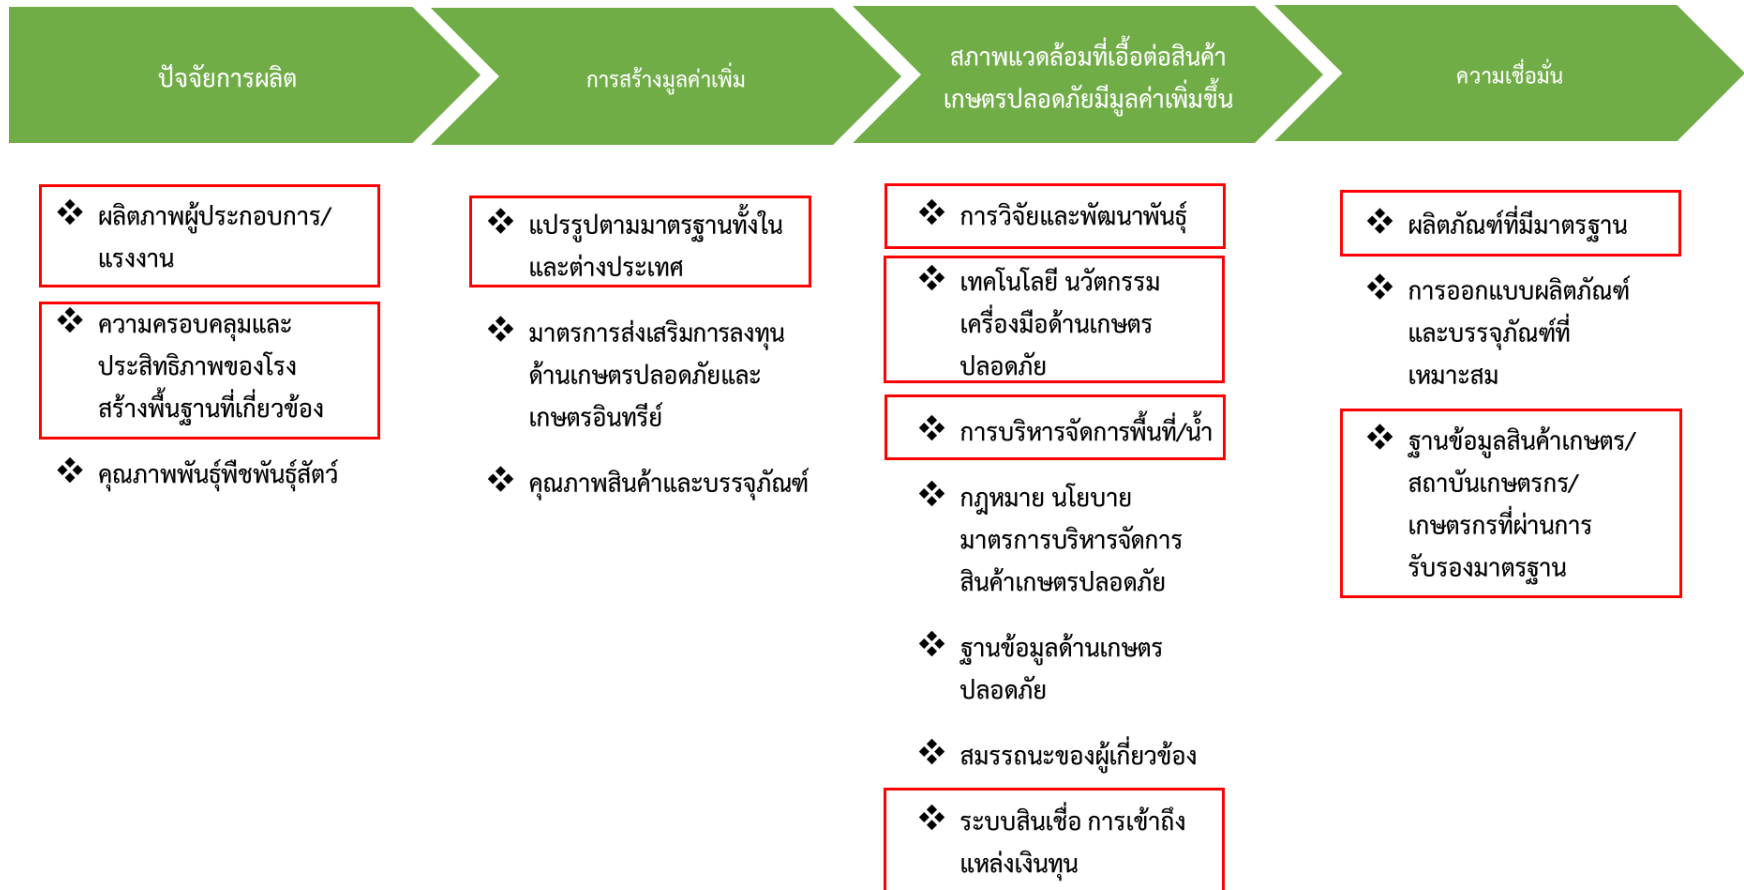 ปัจจัยการผลิต
การสร้างมูลค่าเพิ่ม
สภาพแวดล้อมที่เอื้อต่อสินค้า
เกษตรปลอดภัยมีมูลค่าเพิ่มขึ้น
ความเชื่อมั่น
❖ ผลิตภาพผู้ประกอบการ/
แรงงาน
❖ ความครอบคลุมและ
ประสิทธิภาพของโรง
สร้างพื้นฐานที่เกี่ยวข้อง
❖ คุณภาพพันธุ์พืชพันธุ์สัตว์
❖ แปรรูปตามมาตรฐานทั้งใน
และต่างประเทศ
❖ มาตรการส่งเสริมการลงทุน
ด้านเกษตรปลอดภัยและ
เกษตรอินทรีย์
❖ คุณภาพสินค้าและบรรจุภัณฑ์
❖ การวิจัยและพัฒนาพันธุ์
❖ เทคโนโลยี นวัตกรรม
เครื่องมือด้านเกษตร
ปลอดภัย
❖ การบริหารจัดการพื้นที่/น้ำ
❖ กฎหมาย นโยบาย
มาตรการบริหารจัดการ
สินค้าเกษตรปลอดภัย
❖ ฐานข้อมูลด้านเกษตร
ปลอดภัย
❖ สมรรถนะของผู้เกี่ยวข้อง
❖ ระบบสินเชื่อ การเข้าถึง
แหล่งเงินทุน
❖ ผลิตภัณฑ์ที่มีมาตรฐาน
❖ การออกแบบผลิตภัณฑ์
และบรรจุภัณฑ์ที่
เหมาะสม
❖ ฐานข้อมูลสินค้าเกษตร/
สถาบันเกษตรกร/
เกษตรกรที่ผ่านการ
รับรองมาตรฐาน